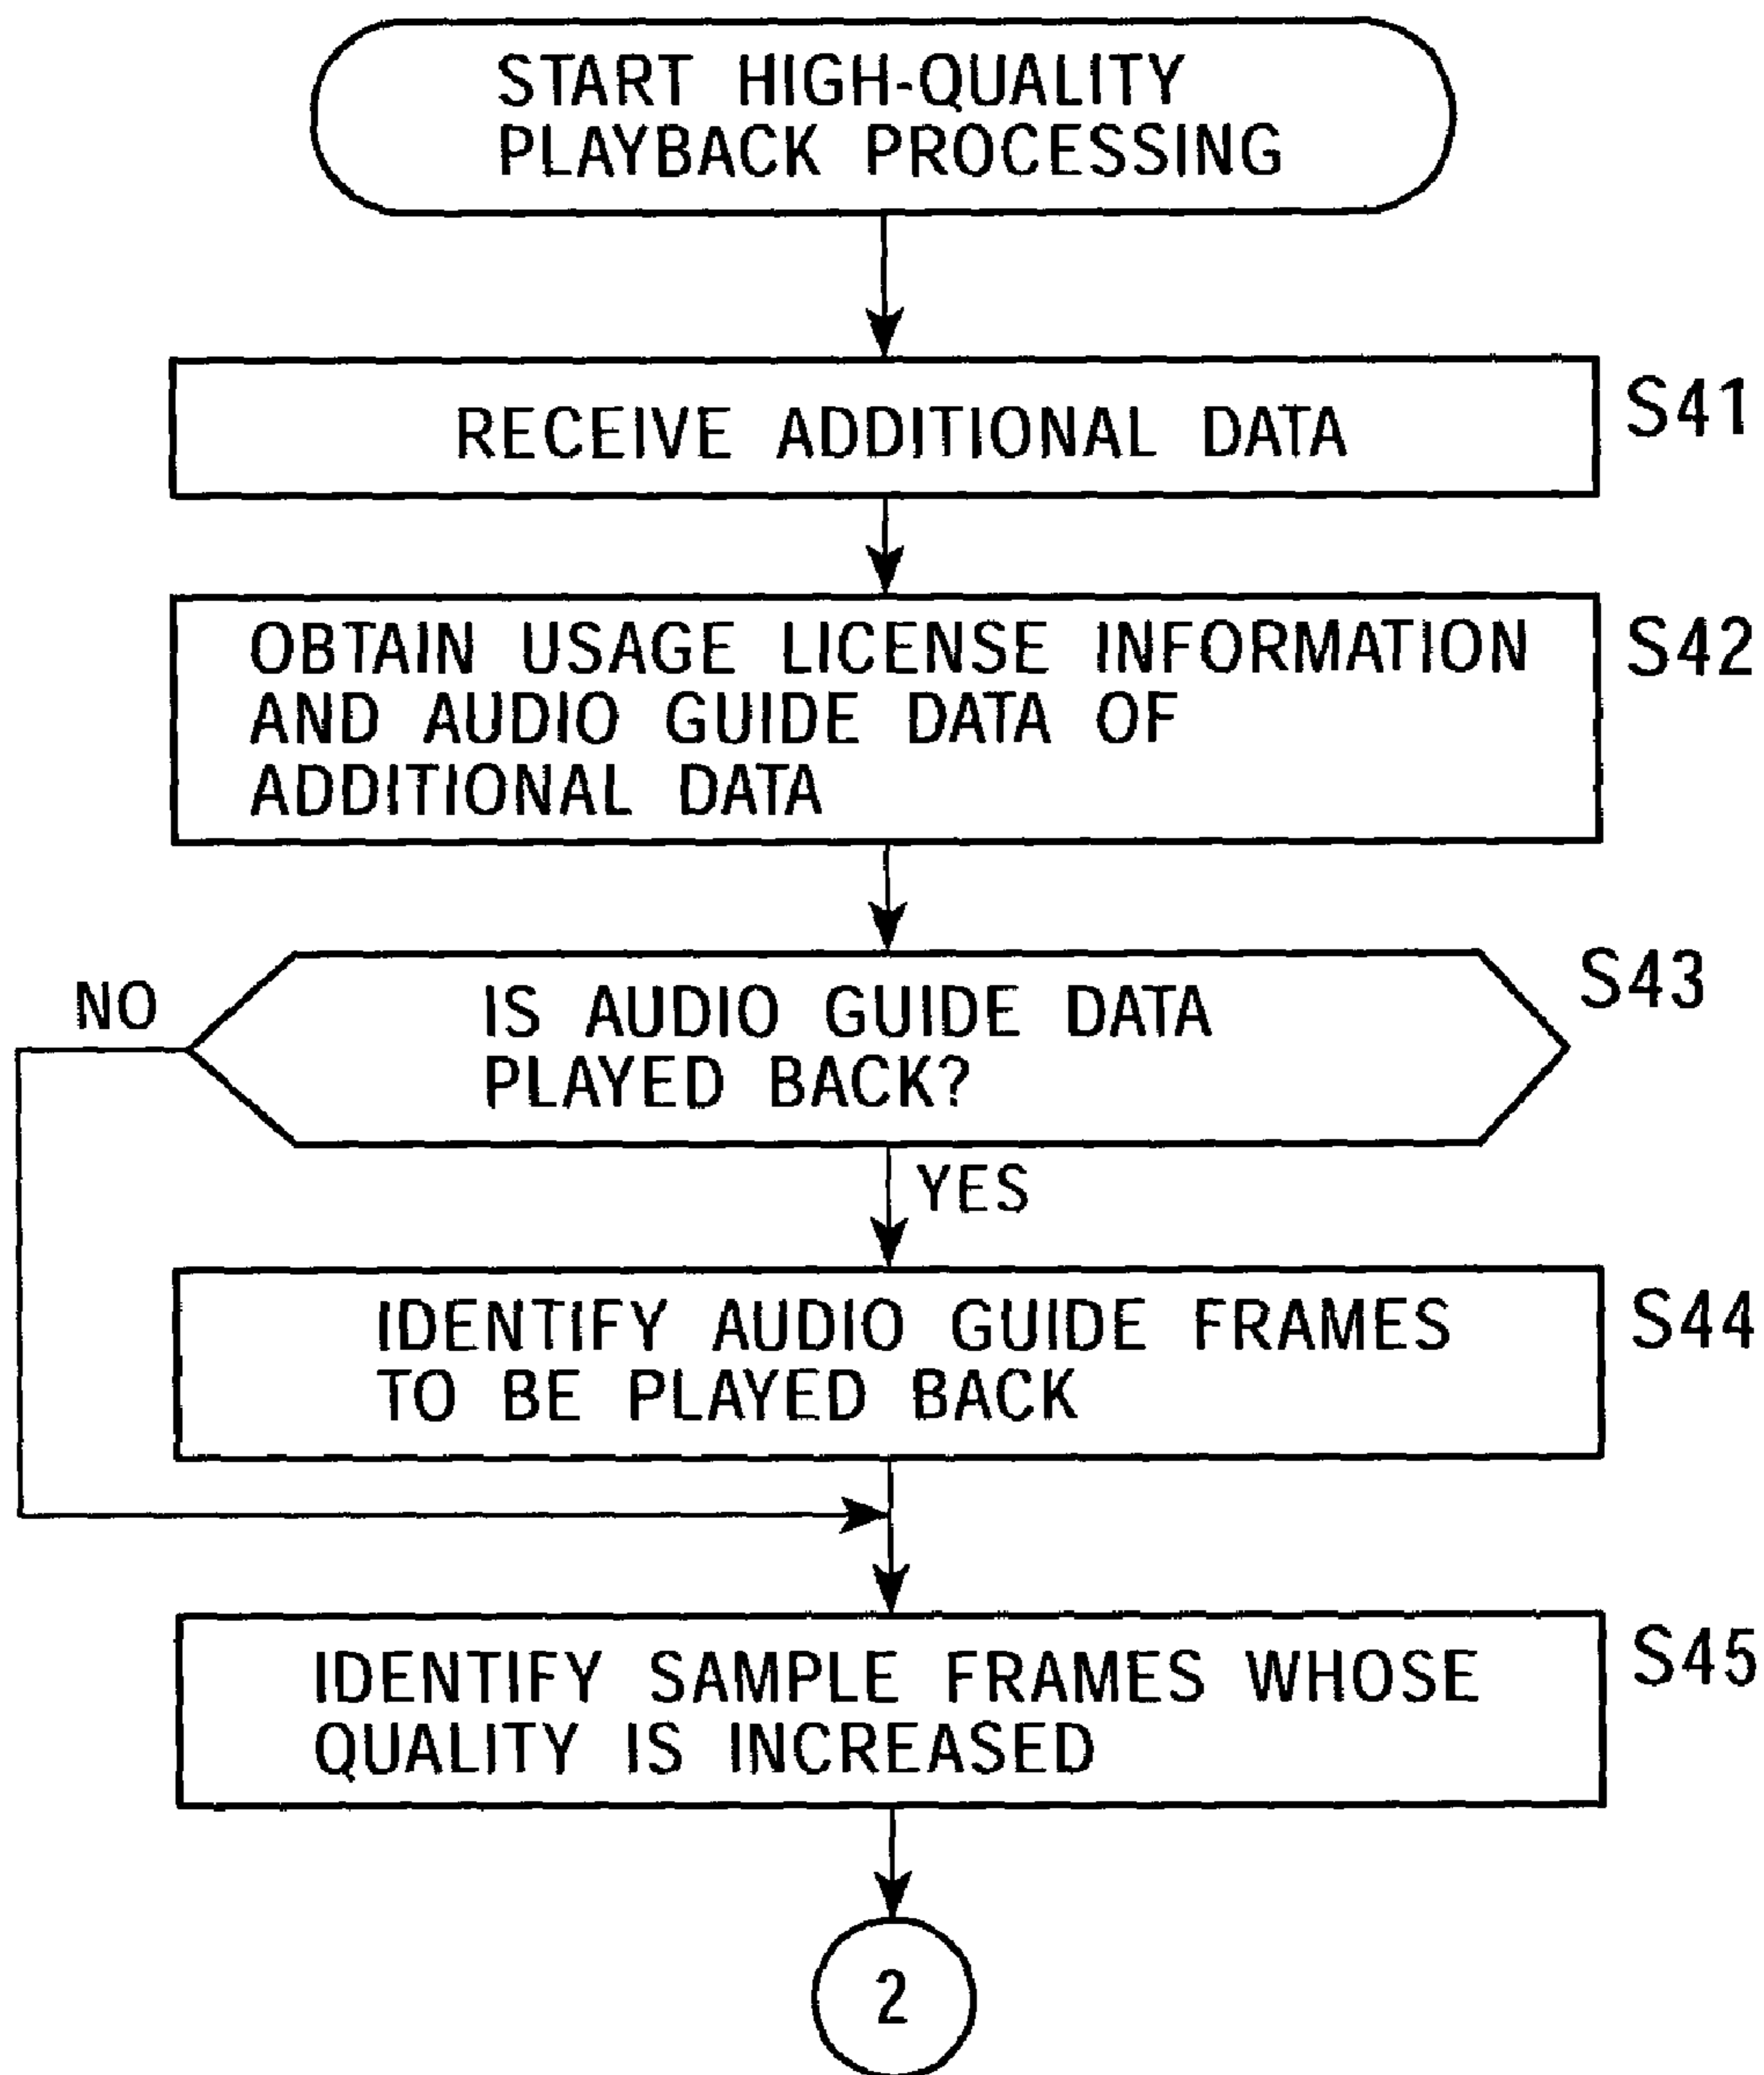 START HIGH-QUALITY
PLAYBACK PROCESSING
RECEIVE ADDITIONAL DATA
S41
OBTAIN USAGE LICENSE INFORMATION
AND AUDIO GUIDE DATA OF
ADDITIONAL DATA
S42
NO
IS AUDIO GUIDE DATA
PLAYED BACK?
S43
YES
IDENTIFY AUDIO GUIDE FRAMES
TO BE PLAYED BACK
S44
IDENTIFY SAMPLE FRAMES WHOSE
QUALITY IS INCREASED
S45
2